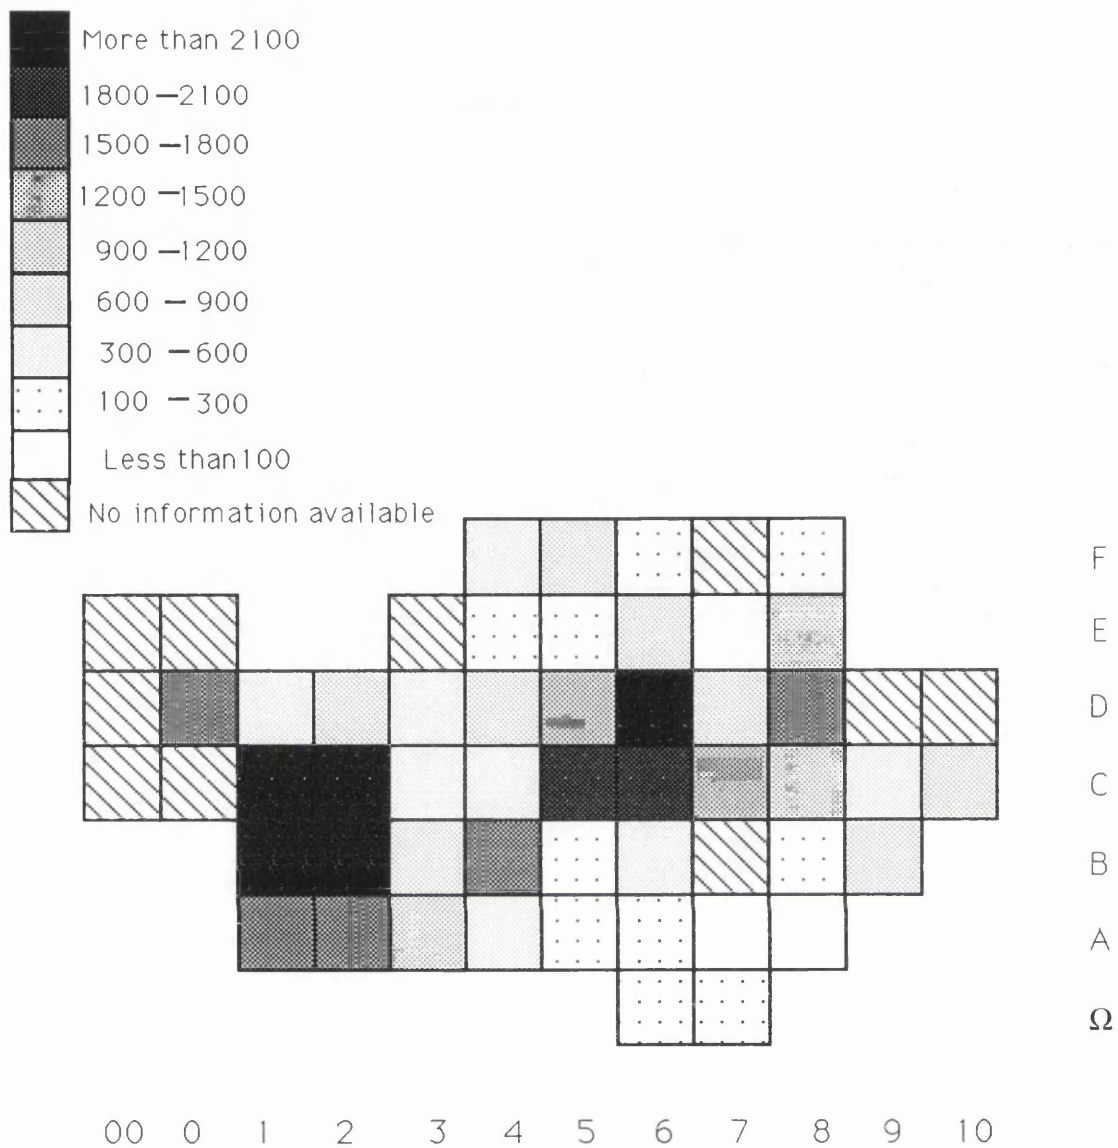 More than 2100
1800 – 2100
1500 – 1800
1200 – 1500
900 – 1200
600 – 900
300 – 600
100 – 300
Less than 100
No information available
F
E
D
C
B
A
Ω
00 0 1 2 3 4 5 6 7 8 9 10